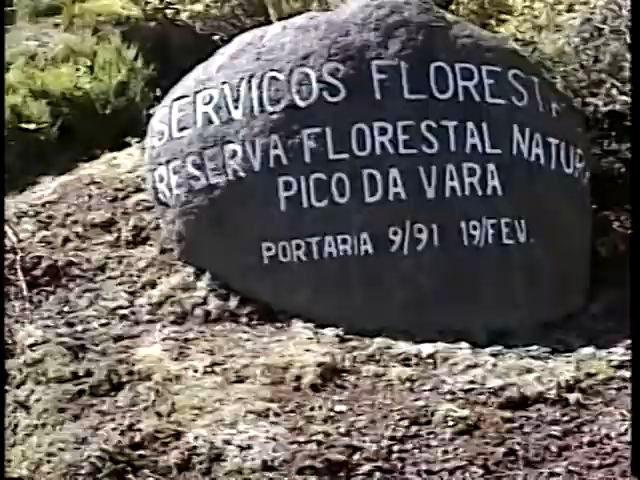 SERVICOS FLOREST
RESERVA FLORESTAL NATUR
PICO DA VARA
PORTARIA 9/91 19/FEV.